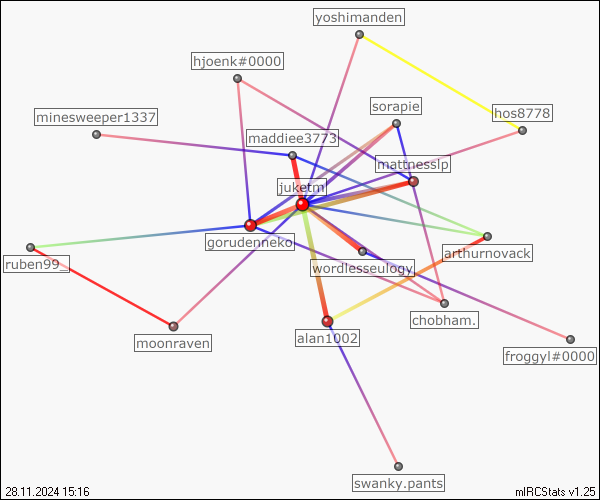 yoshimanden
hjoenk#0000
sorapie
minesweeper1337
hos8778
maddiee3773
mattnesslp
juketm
gorudenneko
arthurnovack
ruben99_
wordlesseulogy
chobham.
moonraven
alan1002
froggyl#0000
swanky.pants
28.11.2024 15:16
mIRCStats v1.25